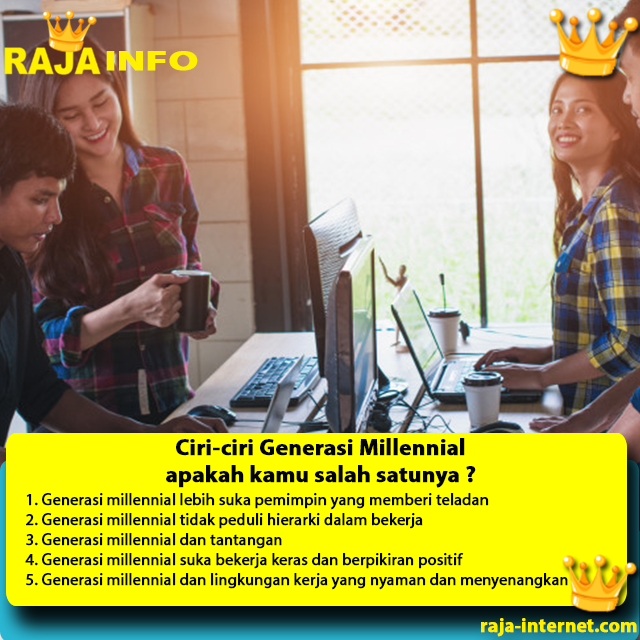 RAJA INFO
Ciri-ciri Generasi Millennial
apakah kamu salah satunya ?
1. Generasi millennial lebih suka pemimpin yang memberi teladan
2. Generasi millennial tidak peduli hierarki dalam bekerja
3. Generasi millennial dan tantangan
4. Generasi millennial suka bekerja keras dan berpikiran positif
5. Generasi millennial dan lingkungan kerja yang nyaman dan menyenangkan
raja-internet.com